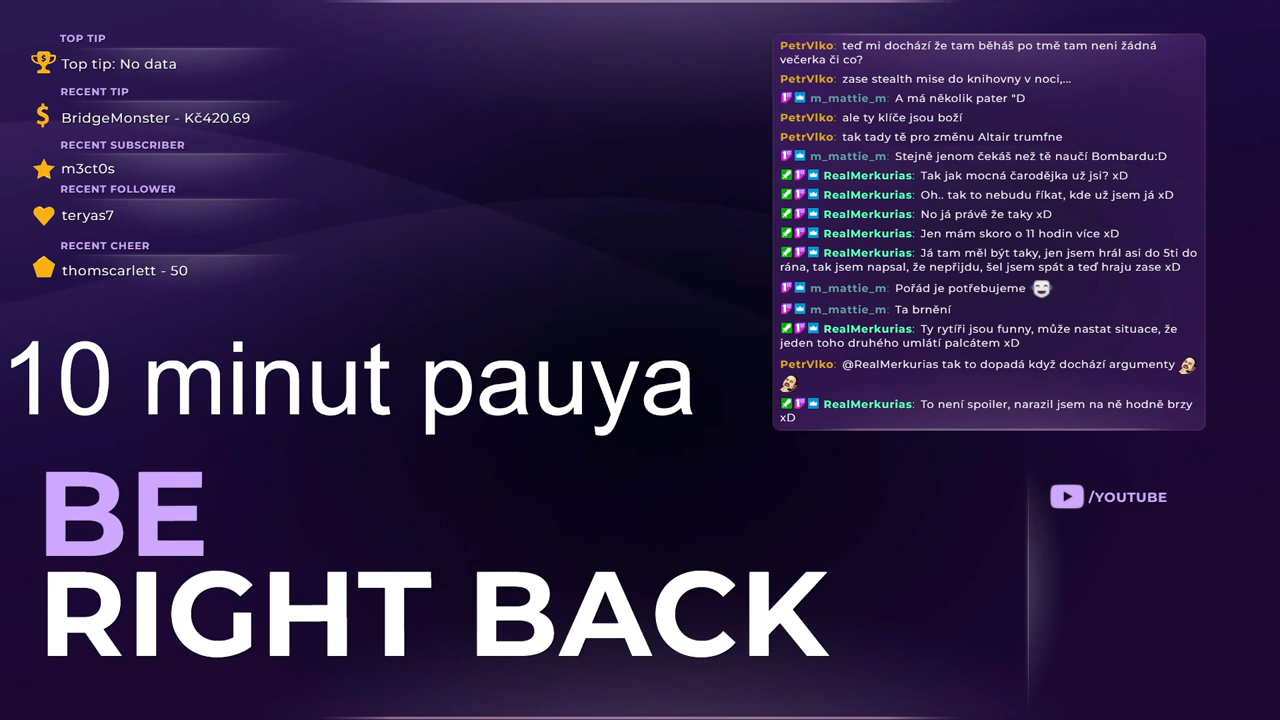 TOP TIP
Top tip: No data
RECENT TIP
BridgeMonster - Kč420.69
RECENT SUBSCRIBER
m3ct0s
RECENT FOLLOWER
teryas7
RECENT CHEER
thomscarlett - 50
10 minut pauya
BE
RIGHT BACK
PetrVlko: teď mi dochází že tam běháš po tmě tam neni žádná
večerka či co?
PetrVlko: zase stealth mise do knihovny v noci,...
m_mattie_m: A má několik pater "D
PetrVlko: ale ty klíče jsou boží
PetrVlko: tak tady tě pro změnu Altair trumfne
m_mattie_m: Stejně jenom čekáš než tě naučí Bombardu:D
RealMerkurias: Tak jak mocná čarodějka už jsi? xD
RealMerkurias: Oh.. tak to nebudu říkat, kde už jsem já xD
RealMerkurias: No já právě že taky xD
RealMerkurias: Jen mám skoro o 11 hodin více xD
RealMerkurias: Já tam měl být taky, jen jsem hrál asi do 5ti do
rána, tak jsem napsal, že nepřijdu, šel jsem spát a teď hraju zase xD
m_mattie_m: Pořád je potřebujeme
m_mattie_m: Ta brnění
RealMerkurias: Ty rytíři jsou funny, může nastat situace, že
jeden toho druhého umlátí palcátem xD
PetrVlko: @RealMerkurias tak to dopadá když dochází argumenty
RealMerkurias: To není spoiler, narazil jsem na ně hodně brzy
xD
/YOUTUBE